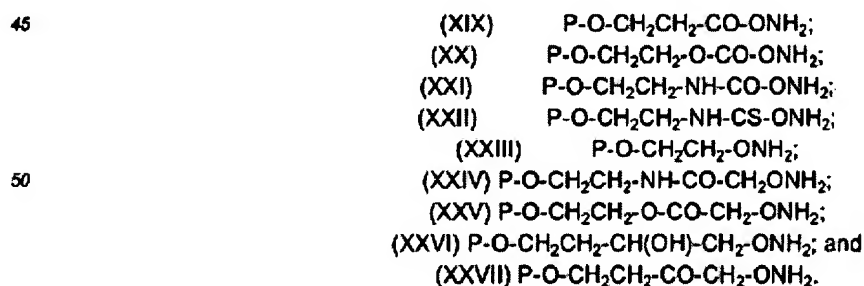 45 (XIX) P-O-CH₂CH₂-CO-ONH₂;
(XX) P-O-CH₂CH₂-O-CO-ONH₂;
(XXI) P-O-CH₂CH₂-NH-CO-ONH₂;
(XXII) P-O-CH₂CH₂-NH-CS-ONH₂;
(XXIII) P-O-CH₂CH₂-ONH₂;
50 (XXIV) P-O-CH₂CH₂-NH-CO-CH₂ONH₂;
(XXV) P-O-CH₂CH₂-O-CO-CH₂-ONH₂;
(XXVI) P-O-CH₂CH₂-CH(OH)-CH₂-ONH₂; and
(XXVII) P-O-CH₂CH₂-CO-CH₂-ONH₂.